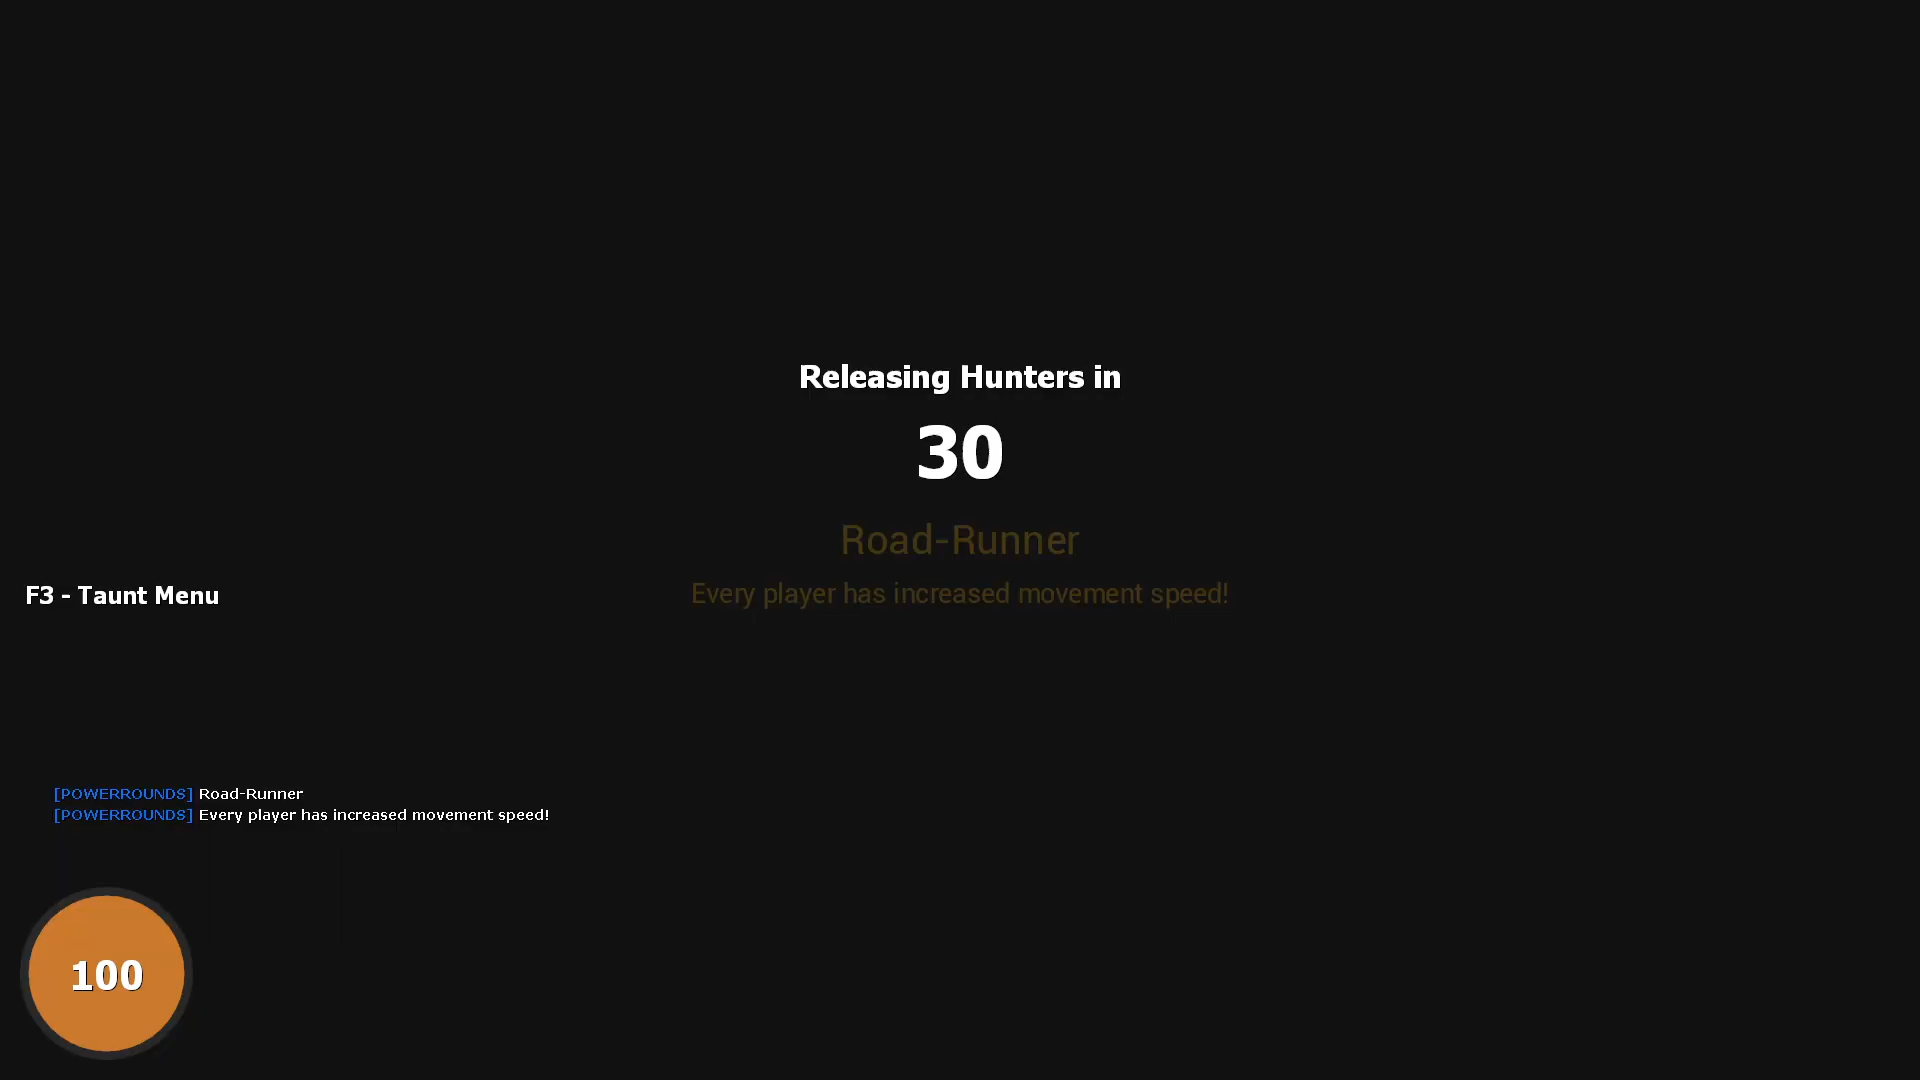 Releasing Hunters in
30
Road-Runner
Every player has increased movement speed!
F3 - Taunt Menu
[POWERROUNDS] Road-Runner
[POWERROUNDS] Every player has increased movement speed!
100